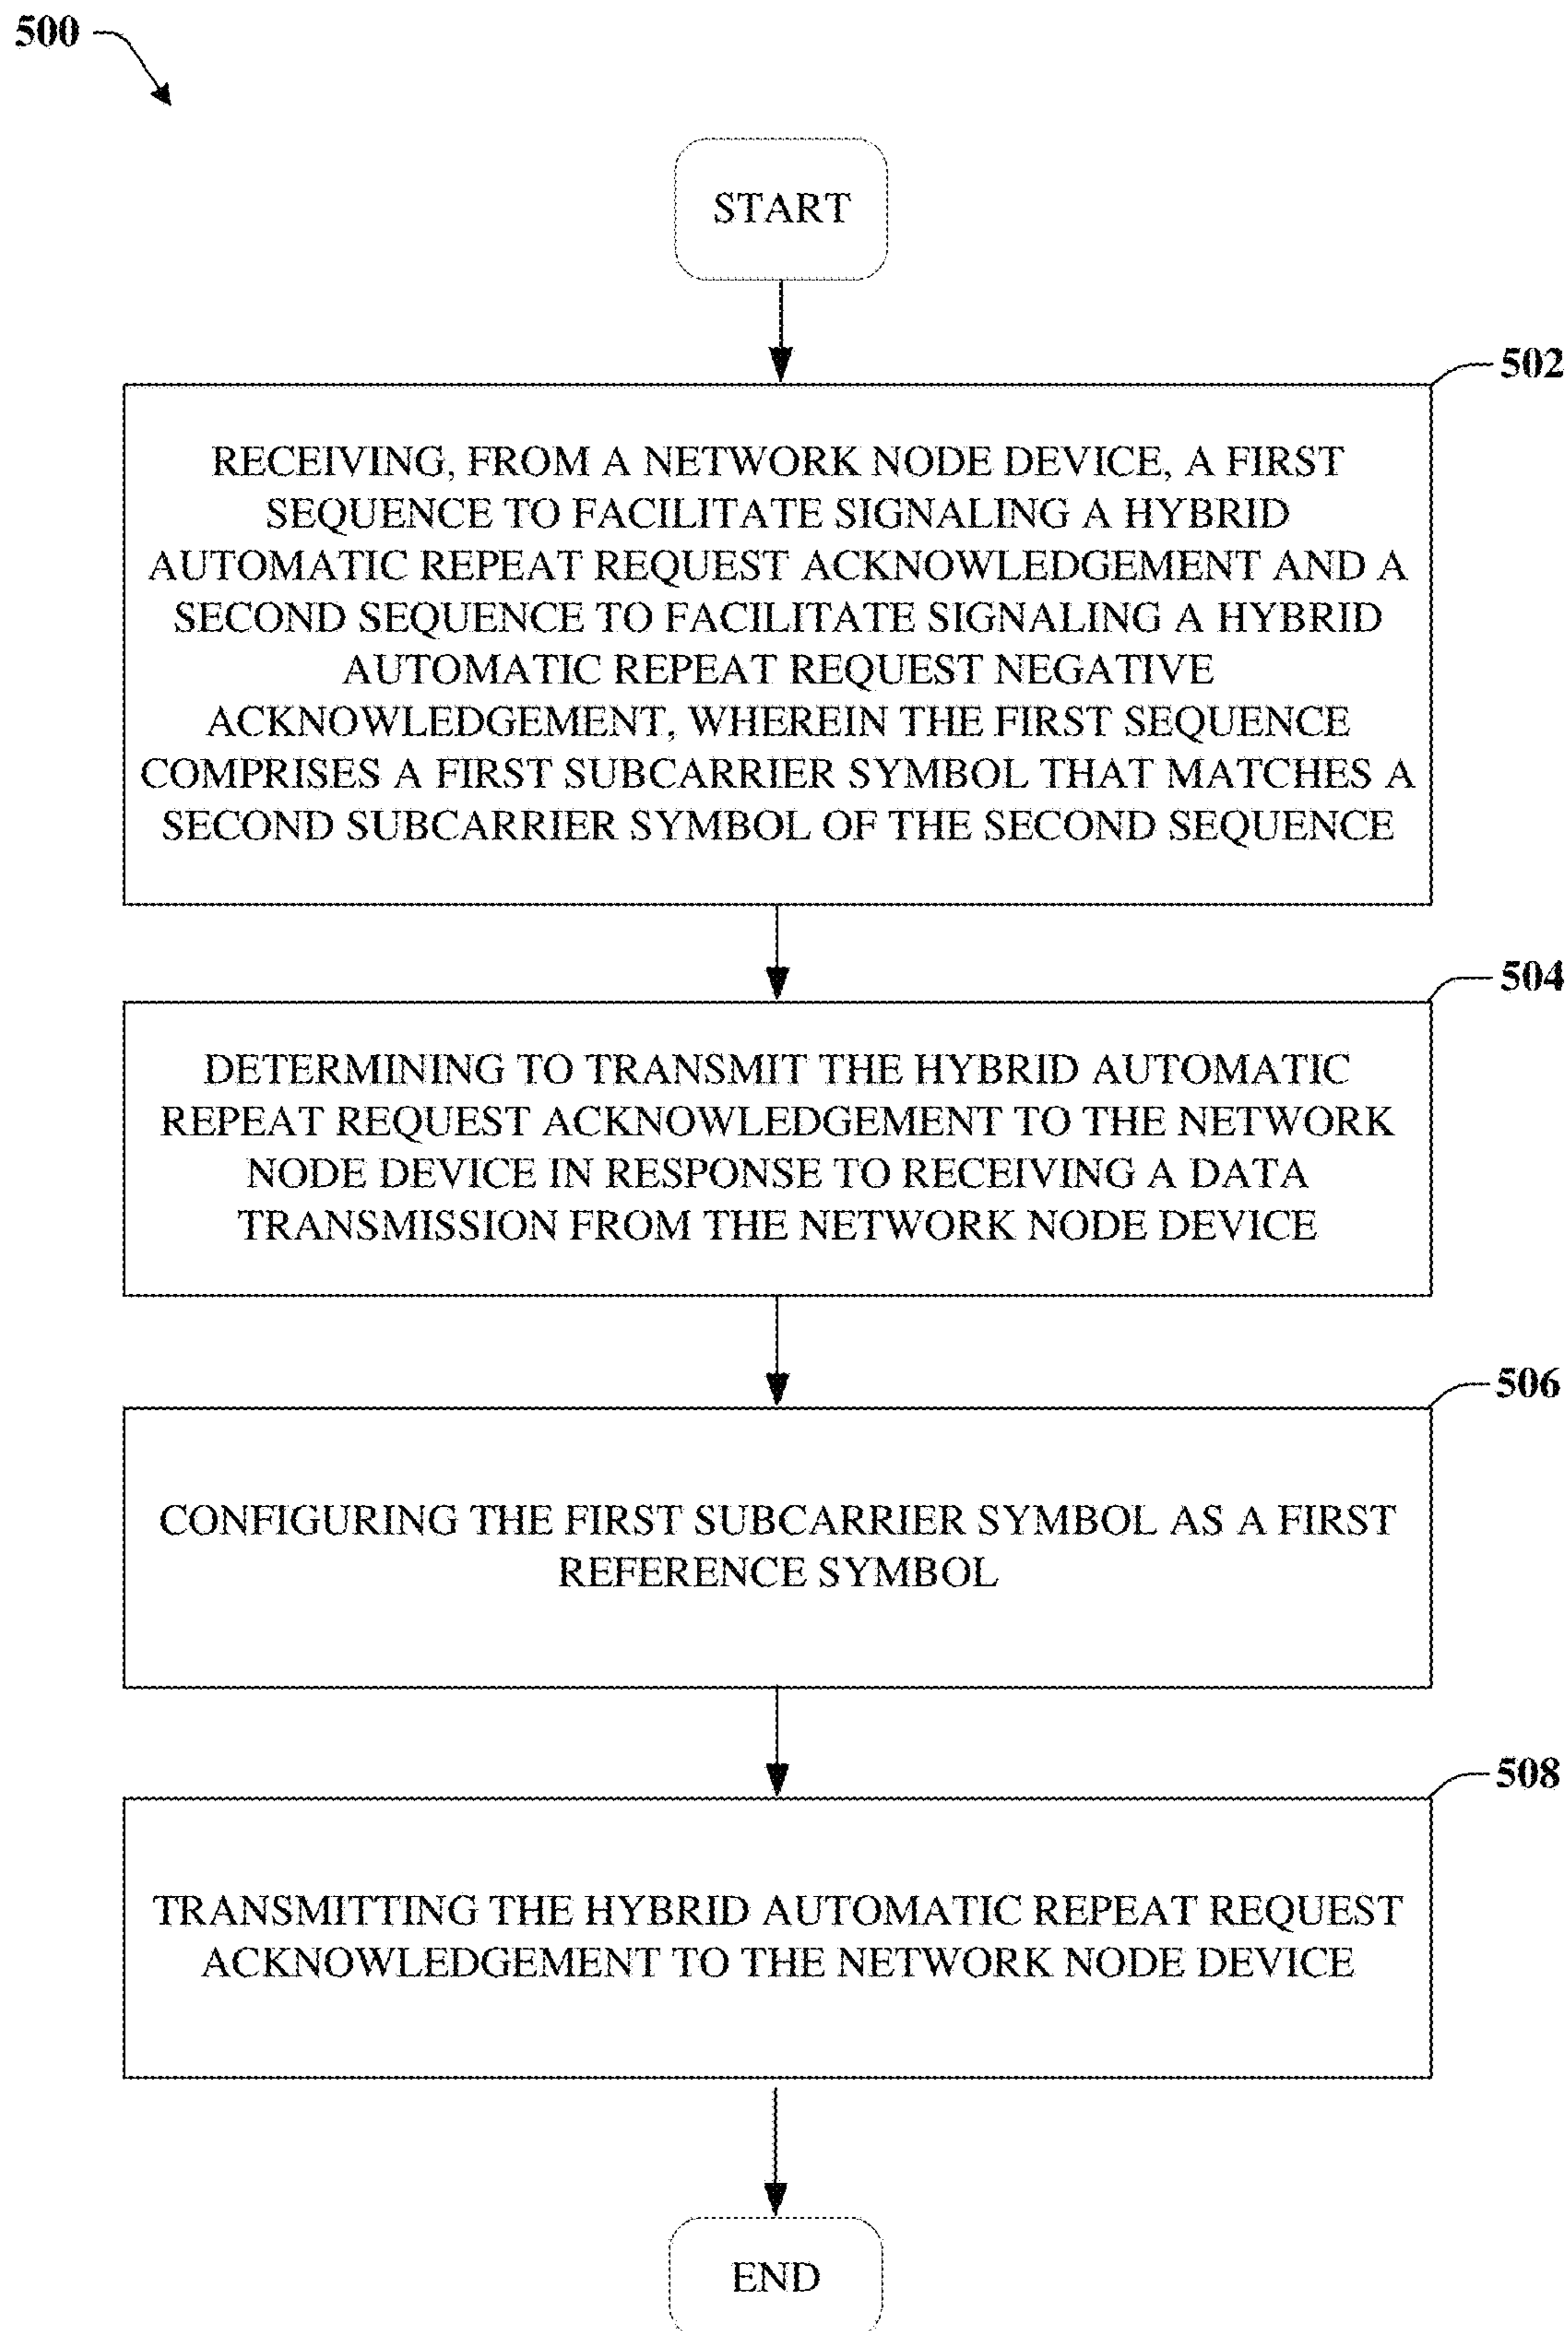 500
START
502
RECEIVING, FROM A NETWORK NODE DEVICE, A FIRST
SEQUENCE TO FACILITATE SIGNALING A HYBRID
AUTOMATIC REPEAT REQUEST ACKNOWLEDGEMENT AND A
SECOND SEQUENCE TO FACILITATE SIGNALING A HYBRID
AUTOMATIC REPEAT REQUEST NEGATIVE
ACKNOWLEDGEMENT, WHEREIN THE FIRST SEQUENCE
COMPRISES A FIRST SUBCARRIER SYMBOL THAT MATCHES A
SECOND SUBCARRIER SYMBOL OF THE SECOND SEQUENCE
504
DETERMINING TO TRANSMIT THE HYBRID AUTOMATIC
REPEAT REQUEST ACKNOWLEDGEMENT TO THE NETWORK
NODE DEVICE IN RESPONSE TO RECEIVING A DATA
TRANSMISSION FROM THE NETWORK NODE DEVICE
506
CONFIGURING THE FIRST SUBCARRIER SYMBOL AS A FIRST
REFERENCE SYMBOL
508
TRANSMITTING THE HYBRID AUTOMATIC REPEAT REQUEST
ACKNOWLEDGEMENT TO THE NETWORK NODE DEVICE
END